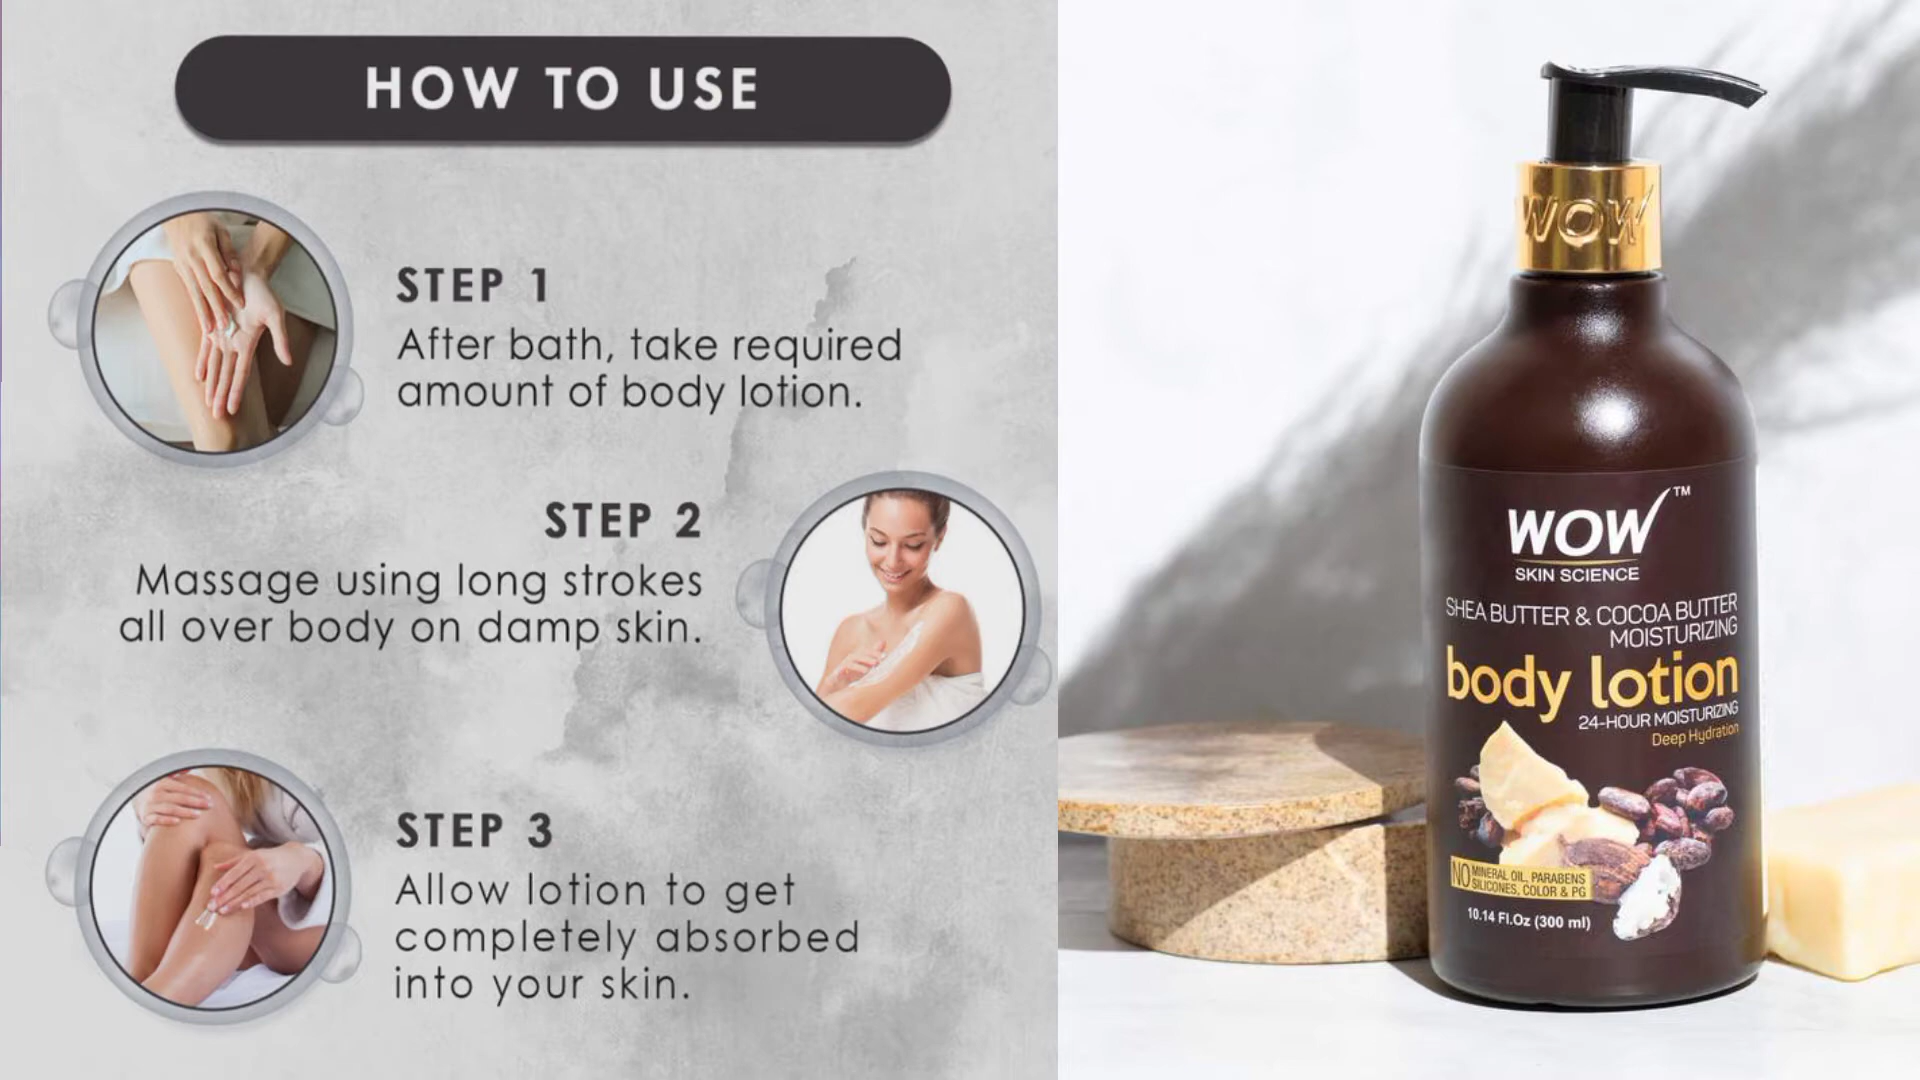 HOW TO USE
STEP 1
After bath, take required
amount of body lotion.
STEP 2
Massage using long strokes
all over body on damp skin.
STEP 3
Allow lotion to get
completely absorbed
into your skin.
WOW
WOW™
SKIN SCIENCE
SHEA BUTTER & COCOA BUTTER
MOISTURIZING
body lotion
24-HOUR MOISTURIZING
Deep Hydration
NO MINERAL OIL, PARABENS
SILICONES, COLOR & PG
10.14 Fl.Oz (300 ml)